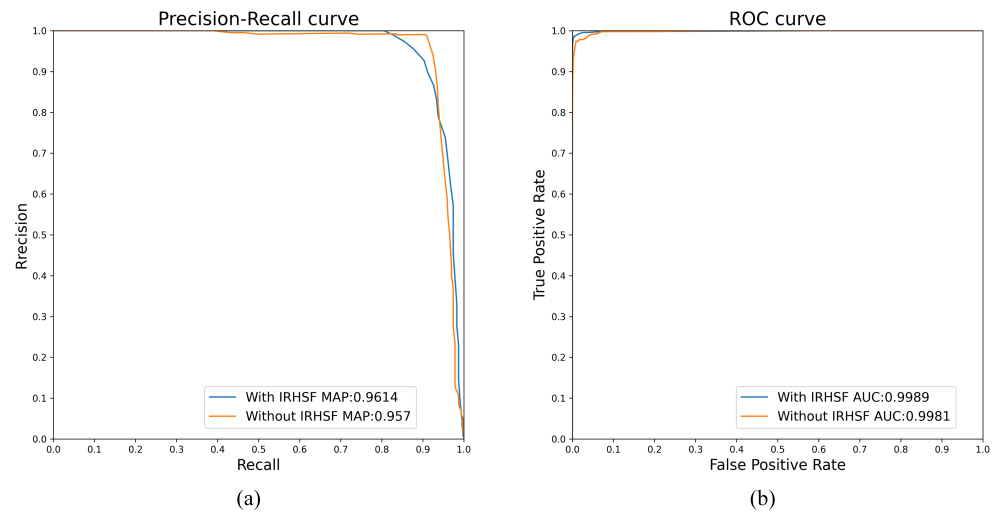 Precision-Recall curve
1.0
0.9
0.8
0.7
0.6
0.5
0.4
0.3
0.2
0.1
0.0
Rrecision
0.0 0.1 0.2 0.3 0.4 0.5 0.6 0.7 0.8 0.9 1.0
Recall
With IRHSF MAP:0.9614
Without IRHSF MAP:0.957
(a)
ROC curve
1.0
0.9
0.8
0.7
0.6
0.5
0.4
0.3
0.2
0.1
0.0
True Positive Rate
0.0 0.1 0.2 0.3 0.4 0.5 0.6 0.7 0.8 0.9 1.0
False Positive Rate
With IRHSF AUC:0.9989
Without IRHSF AUC:0.9981
(b)